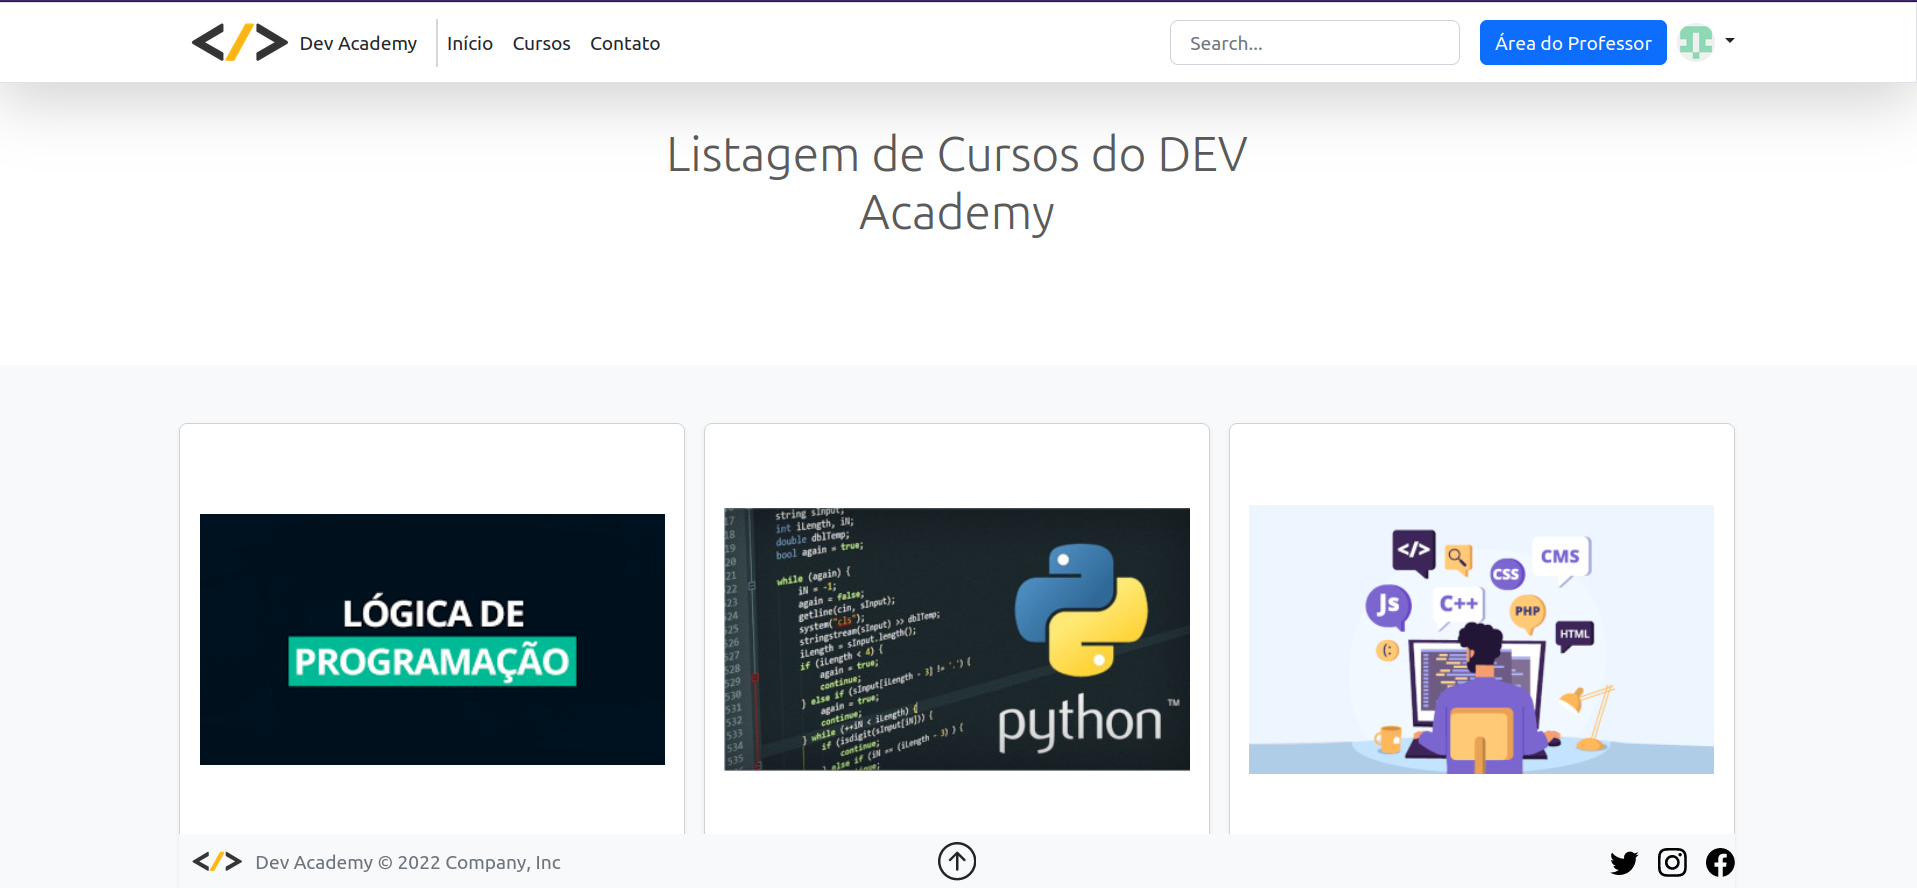 </> Dev Academy
Início Cursos Contato
Search...
Área do Professor
Listagem de Cursos do DEV
Academy
LÓGICA DE
PROGRAMAÇÃO
string sInput;
int iLength, iN;
double dblTemp;
bool again = true;
while (again) {
iN = -1;
again = false;
getline(cin, sInput);
system("cls");
stringstream(sInput) >> dblTemp;
iLength = sInput.length();
if (iLength < 4) {
again = true;
continue;
} else if (sInput[iLength - 3] != '.') {
again = true;
continue;
} while (++iN < iLength) {
if (isdigit(sInput[iN])) {
continue;
} else if (iN == (iLength - 3) ) {
python™
</>
CMS
CSS
Js
C++
PHP
HTML
(:
</> Dev Academy © 2022 Company, Inc